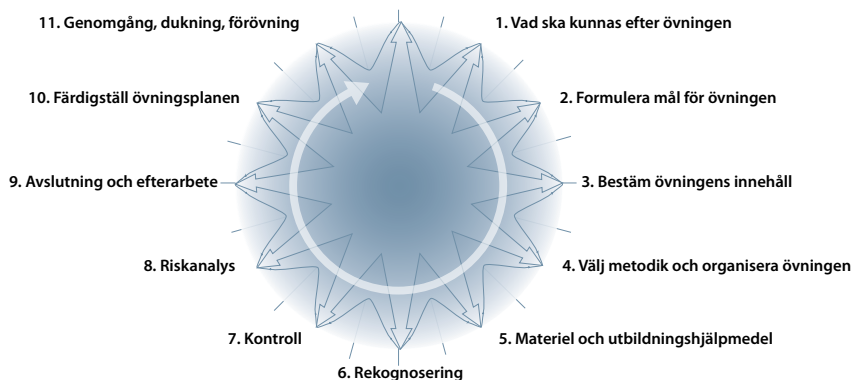 1. Vad ska kunnas efter övningen
2. Formulera mål för övningen
3. Bestäm övningens innehåll
4. Välj metodik och organisera övningen
5. Materiel och utbildningshjälpmedel
6. Rekognosering
7. Kontroll
8. Riskanalys
9. Avslutning och efterarbete
10. Färdigställ övningsplanen
11. Genomgång, dukning, förövning